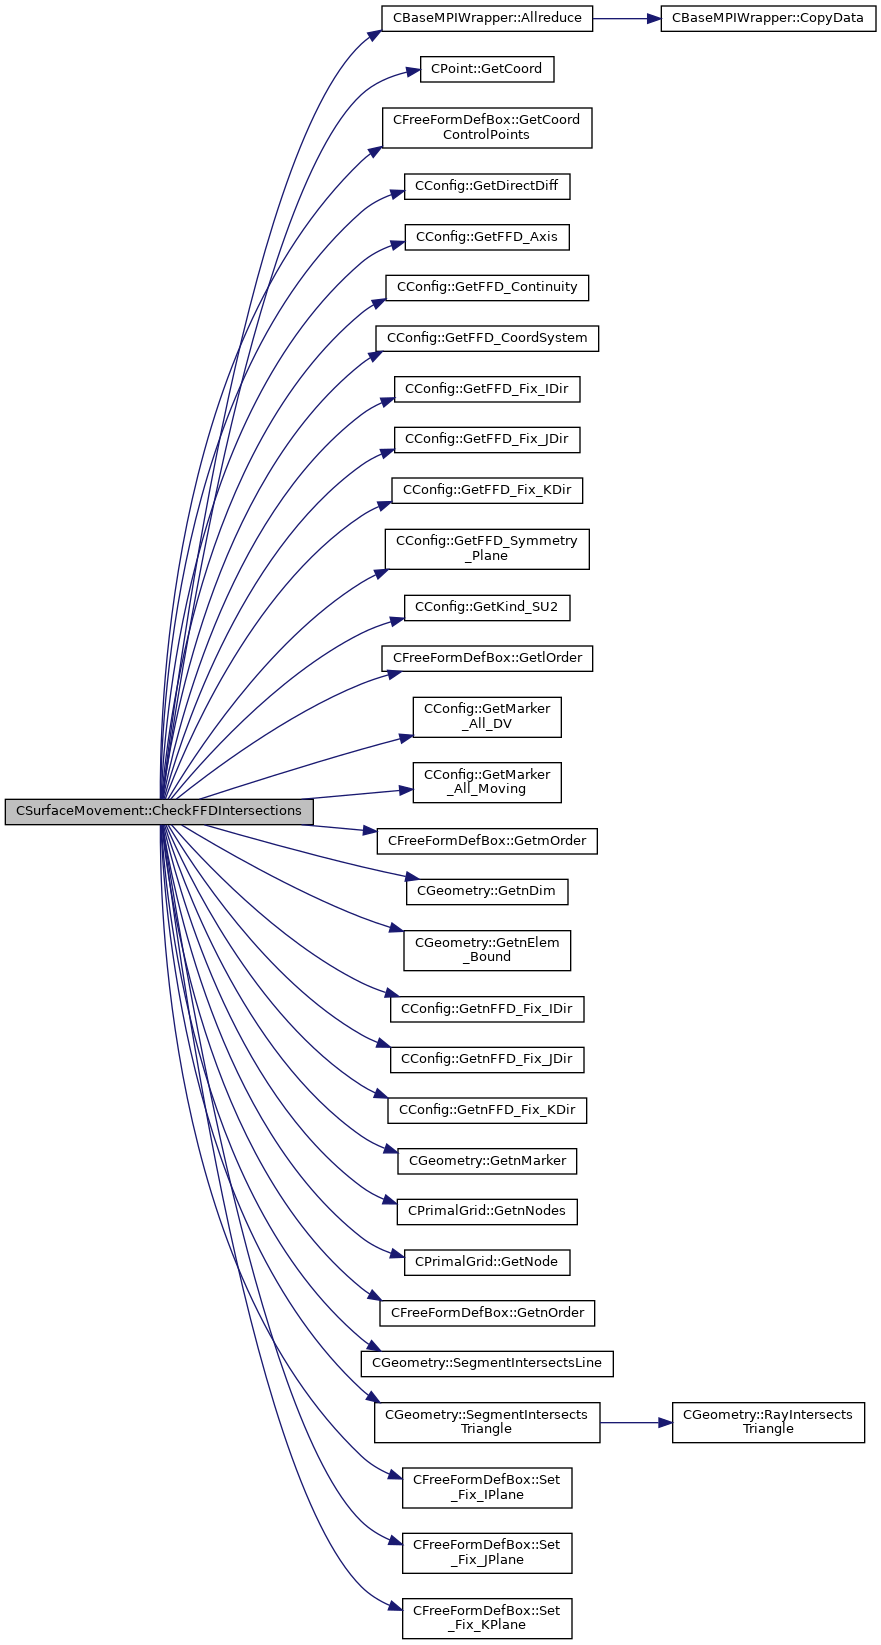 CBaseMPIWrapper::Allreduce
CBaseMPIWrapper::CopyData
CPoint::GetCoord
CFreeFormDefBox::GetCoord
ControlPoints
CConfig::GetDirectDiff
CConfig::GetFFD_Axis
CConfig::GetFFD_Continuity
CConfig::GetFFD_CoordSystem
CConfig::GetFFD_Fix_IDir
CConfig::GetFFD_Fix_JDir
CConfig::GetFFD_Fix_KDir
CConfig::GetFFD_Symmetry
_Plane
CConfig::GetKind_SU2
CFreeFormDefBox::GetlOrder
CConfig::GetMarker
_All_DV
CConfig::GetMarker
_All_Moving
CSurfaceMovement::CheckFFDIntersections
CFreeFormDefBox::GetmOrder
CGeometry::GetnDim
CGeometry::GetnElem
_Bound
CConfig::GetnFFD_Fix_IDir
CConfig::GetnFFD_Fix_JDir
CConfig::GetnFFD_Fix_KDir
CGeometry::GetnMarker
CPrimalGrid::GetnNodes
CPrimalGrid::GetNode
CFreeFormDefBox::GetnOrder
CGeometry::SegmentIntersectsLine
CGeometry::SegmentIntersects
Triangle
CGeometry::RayIntersects
Triangle
CFreeFormDefBox::Set
_Fix_IPlane
CFreeFormDefBox::Set
_Fix_JPlane
CFreeFormDefBox::Set
_Fix_KPlane